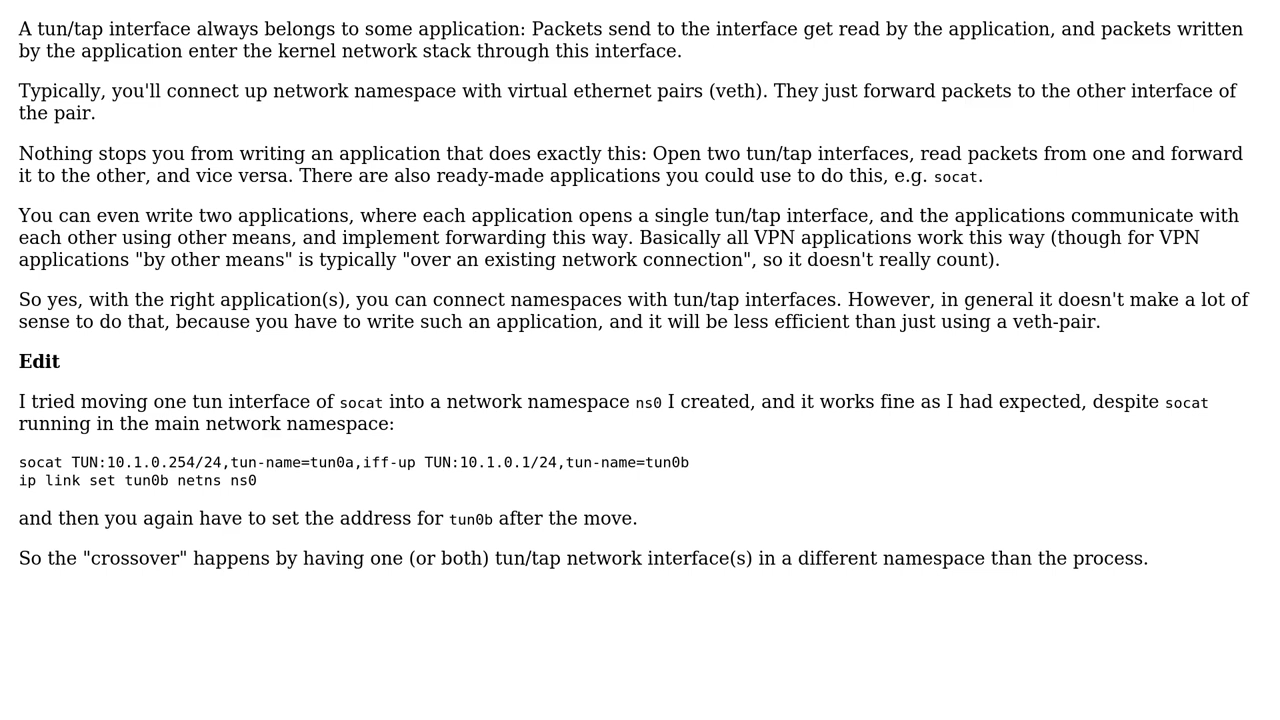 A tun/tap interface always belongs to some application: Packets send to the interface get read by the application, and packets written
by the application enter the kernel network stack through this interface.
Typically, you'll connect up network namespace with virtual ethernet pairs (veth). They just forward packets to the other interface of
the pair.
Nothing stops you from writing an application that does exactly this: Open two tun/tap interfaces, read packets from one and forward
it to the other, and vice versa. There are also ready-made applications you could use to do this, e.g. socat.
You can even write two applications, where each application opens a single tun/tap interface, and the applications communicate with
each other using other means, and implement forwarding this way. Basically all VPN applications work this way (though for VPN
applications "by other means" is typically "over an existing network connection", so it doesn't really count).
So yes, with the right application(s), you can connect namespaces with tun/tap interfaces. However, in general it doesn't make a lot of
sense to do that, because you have to write such an application, and it will be less efficient than just using a veth-pair.
Edit
I tried moving one tun interface of socat into a network namespace ns0 I created, and it works fine as I had expected, despite socat
running in the main network namespace:
socat TUN:10.1.0.254/24,tun-name=tun0a,iff-up TUN:10.1.0.1/24,tun-name=tun0b
ip link set tun0b netns ns0
and then you again have to set the address for tun0b after the move.
So the "crossover" happens by having one (or both) tun/tap network interface(s) in a different namespace than the process.